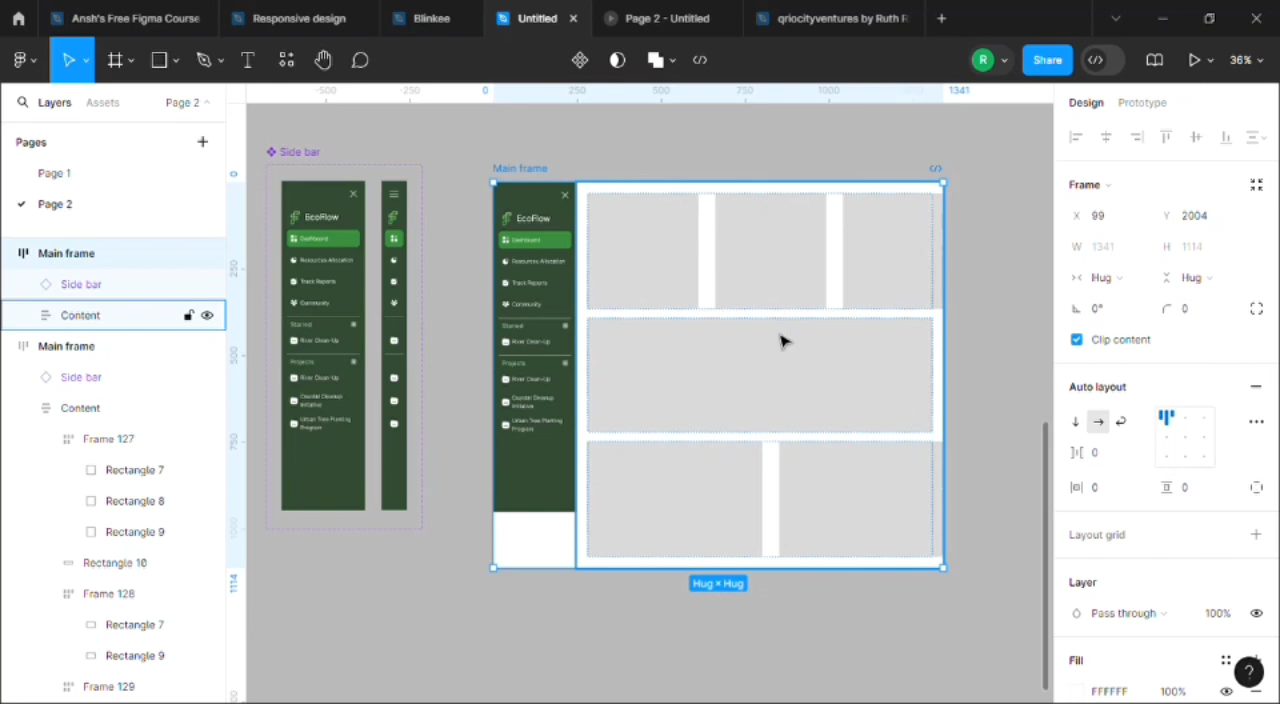 Ansh's Free Figma Course
Responsive design
Blinkee
Untitled
Page 2 - Untitled
qriocityventures by Ruth R
R
Share
36%
Layers
Assets
Page 2
Pages
Page 1
Page 2
Main frame
Side bar
Content
Main frame
Side bar
Content
Frame 127
Rectangle 7
Rectangle 8
Rectangle 9
Rectangle 10
Frame 128
Rectangle 7
Rectangle 9
Frame 129
-500
-250
0
250
500
750
1000
1341
0
250
500
750
1000
1114
Side bar
EcoFlow
Dashboard
Resources Allocation
Track Reports
Community
Starred
River Clean-Up
Projects
River Clean-Up
Coastal Cleanup
Initiative
Urban Tree Planting
Program
Main frame
EcoFlow
Dashboard
Resources Allocation
Track Reports
Community
Starred
River Clean-Up
Projects
River Clean-Up
Coastal Cleanup
Initiative
Urban Tree Planting
Program
Hug × Hug
Design
Prototype
Frame
X 99
Y 2004
W 1341
H 1114
Hug
Hug
0°
0
Clip content
Auto layout
0
0
0
Layout grid
Layer
Pass through
100%
Fill
FFFFFF
100%
?